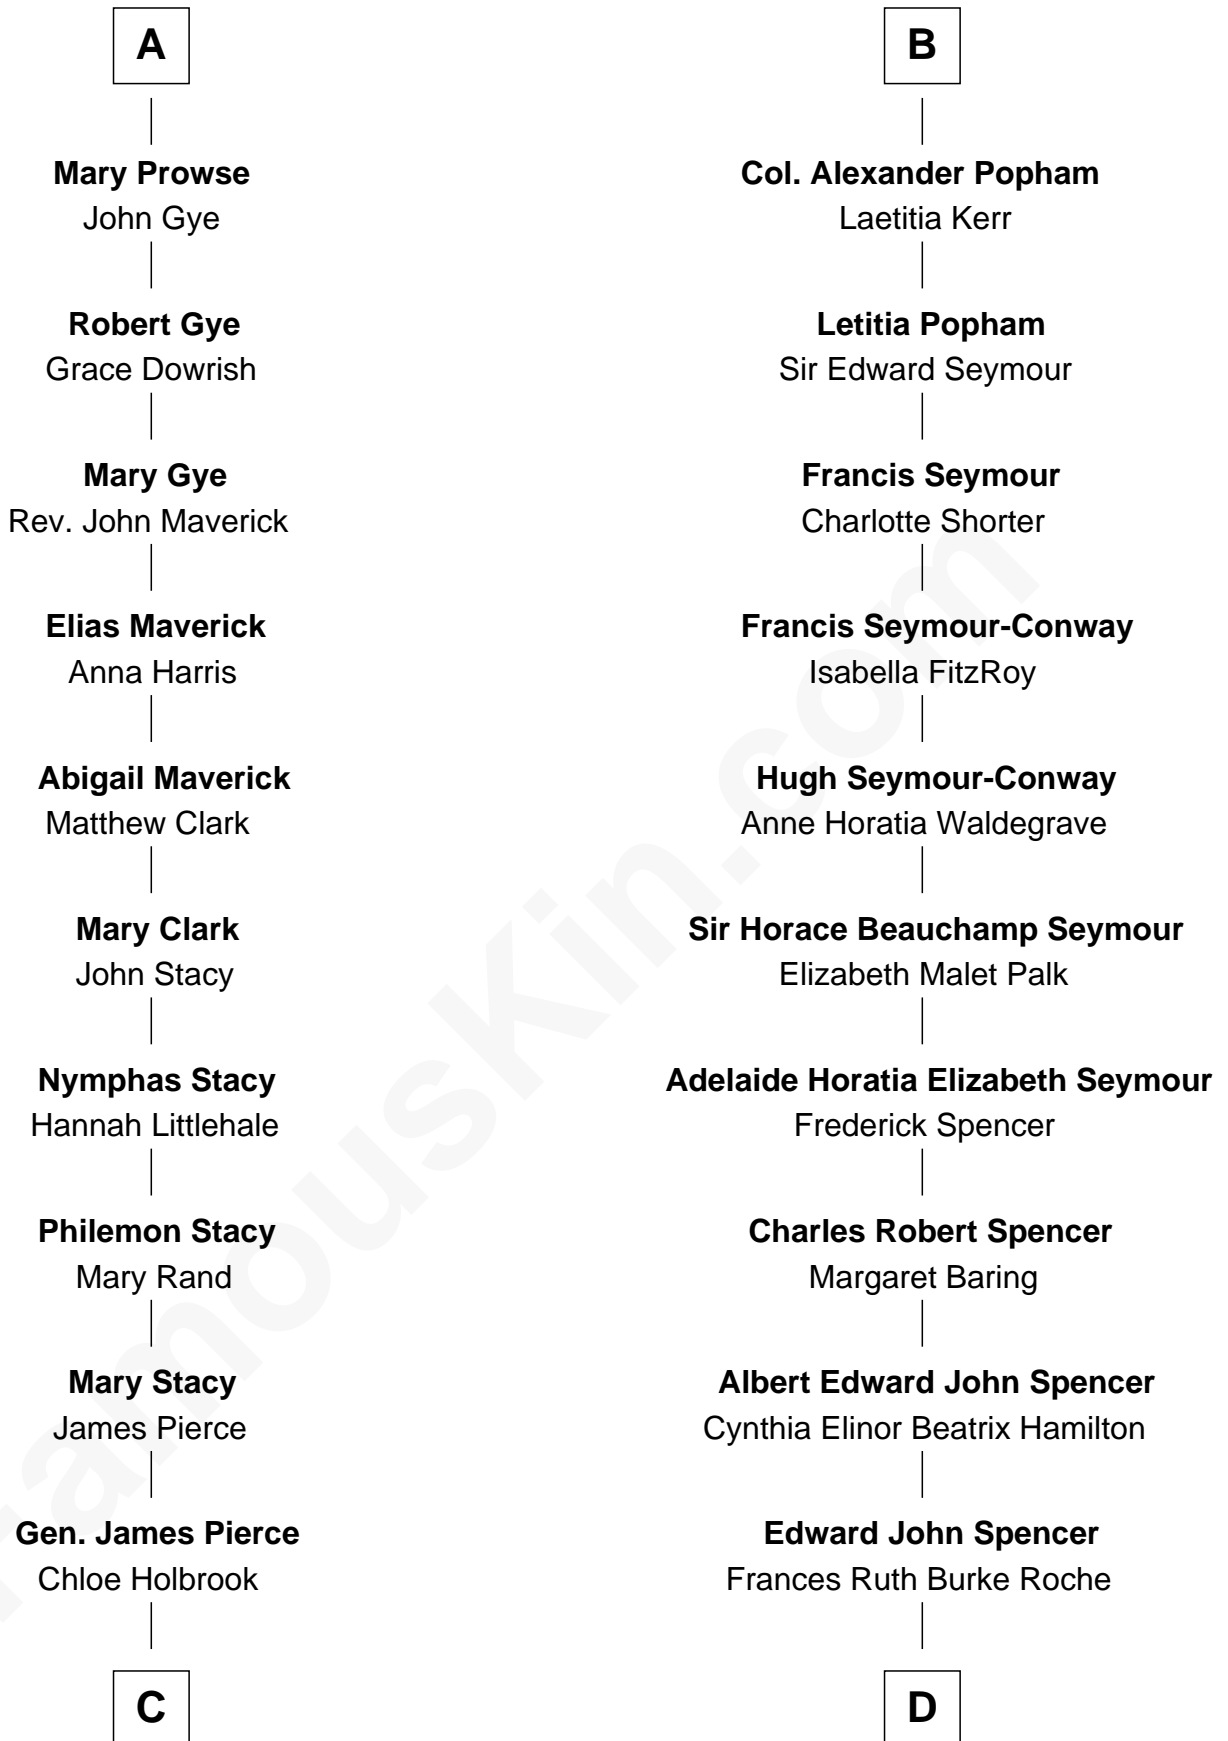 A
Mary Prowse
John Gye
Robert Gye
Grace Dowrish
Mary Gye
Rev. John Maverick
Elias Maverick
Anna Harris
Abigail Maverick
Matthew Clark
Mary Clark
John Stacy
Nymphas Stacy
Hannah Littlehale
Philemon Stacy
Mary Rand
Mary Stacy
James Pierce
Gen. James Pierce
Chloe Holbrook
C
B
Col. Alexander Popham
Laetitia Kerr
Letitia Popham
Sir Edward Seymour
Francis Seymour
Charlotte Shorter
Francis Seymour-Conway
Isabella FitzRoy
Hugh Seymour-Conway
Anne Horatia Waldegrave
Sir Horace Beauchamp Seymour
Elizabeth Malet Palk
Adelaide Horatia Elizabeth Seymour
Frederick Spencer
Charles Robert Spencer
Margaret Baring
Albert Edward John Spencer
Cynthia Elinor Beatrix Hamilton
Edward John Spencer
Frances Ruth Burke Roche
D
FamousKin.com